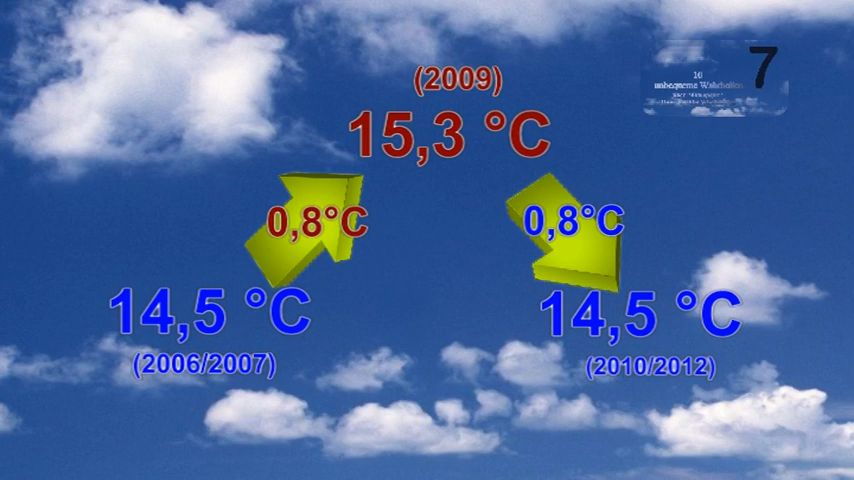 7
10
unbequeme Wahrheiten
(2009)
15,3 °C
0,8°C
0,8°C
14,5 °C
14,5 °C
(2006/2007)
(2010/2012)